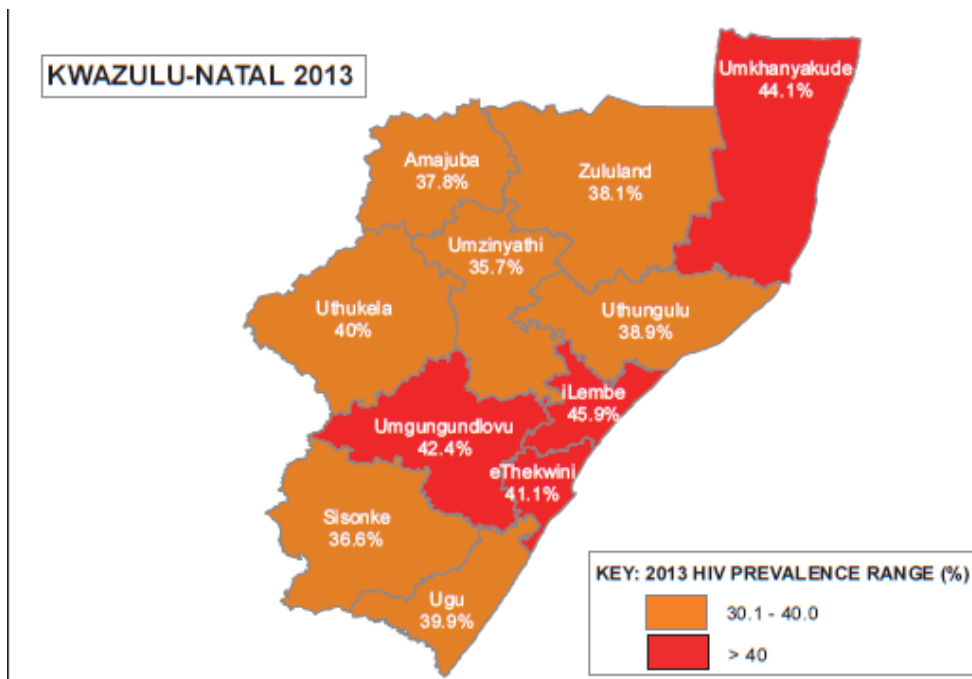 KWAZULU-NATAL 2013
Umkhanyakude
44.1%
Amajuba
37.8%
Zululand
38.1%
Umzinyathi
35.7%
Uthukela
40%
Uthungulu
38.9%
iLembe
45.9%
Umgungundlovu
42.4%
eThekwini
41.1%
Sisonke
36.6%
Ugu
39.9%
KEY: 2013 HIV PREVALENCE RANGE (%)
30.1 - 40.0
> 40